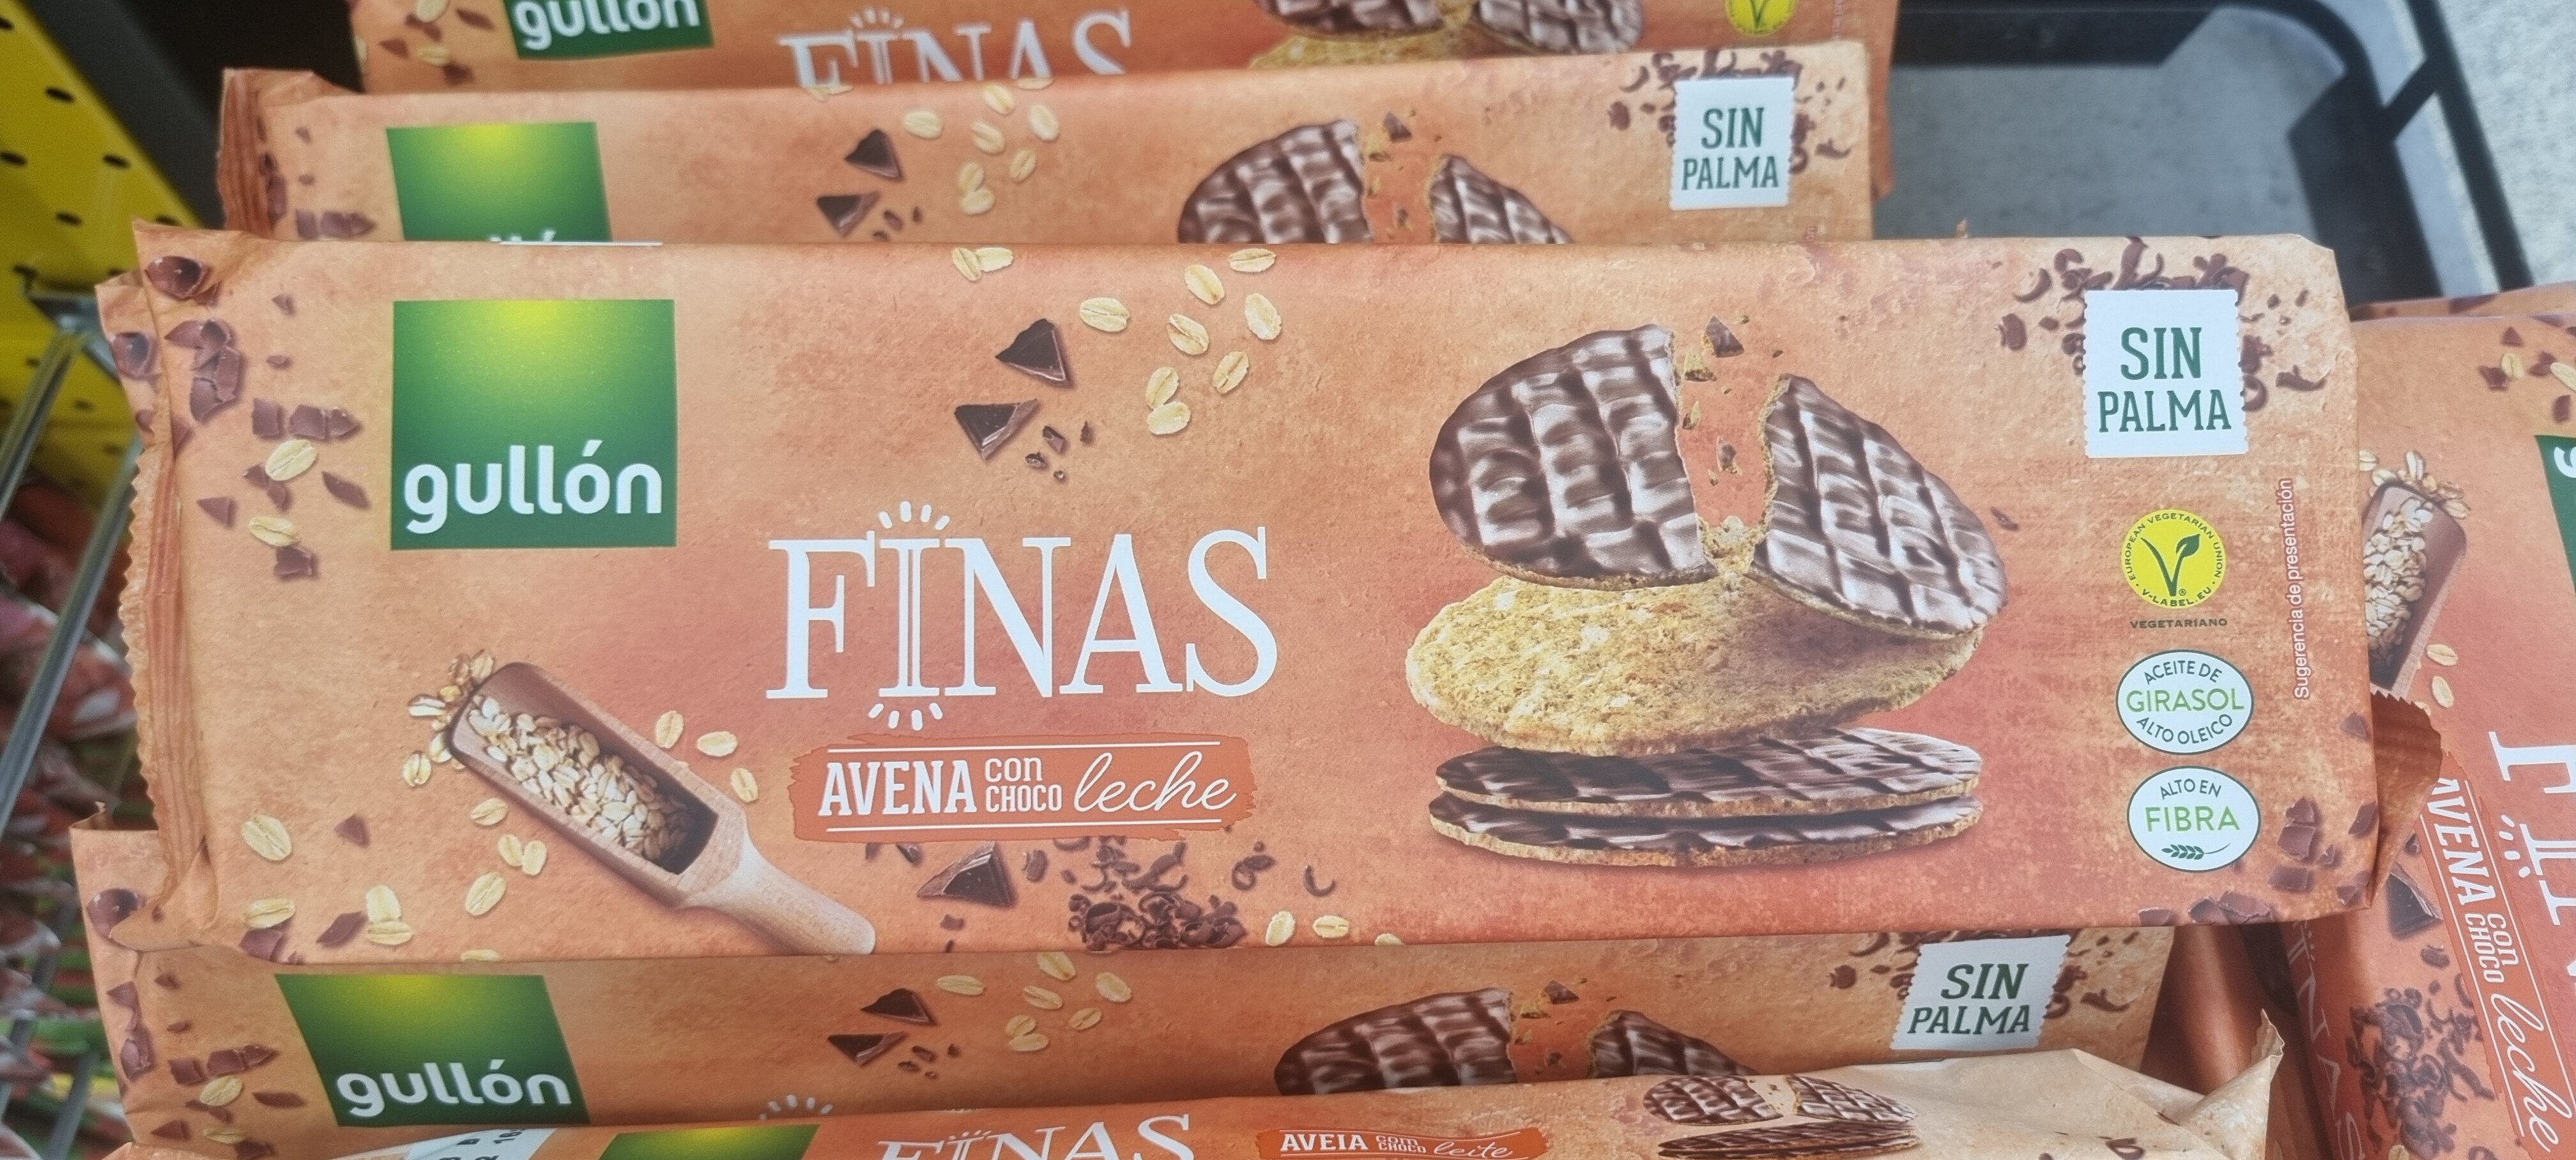 gullón
FINAS
SIN
PALMA
gullón
FINAS
AVENA con CHOCO leche
SIN
PALMA
EUROPEAN VEGETARIAN UNION
V-LABEL.EU
VEGETARIANO
ACEITE DE
GIRASOL
ALTO OLEICO
ALTO EN
FIBRA
Sugerencia de presentación
AVENA con CHOCO leche
gullón
SIN
PALMA
FINAS
AVEIA com CHOCO leite